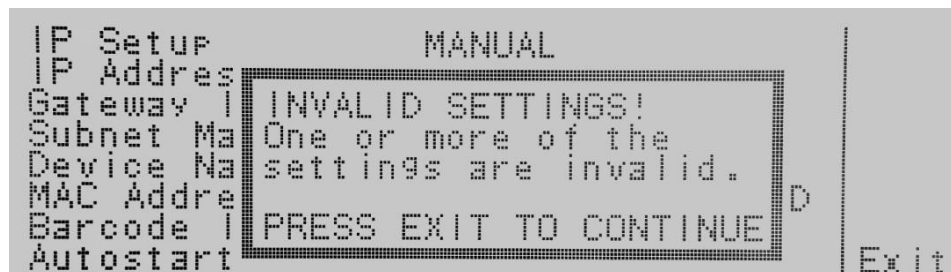 IP Setup MANUAL
IP Addres
Gateway I
INVALID SETTINGS!
Subnet Ma
One or more of the
Device Na
settings are invalid.
MAC Addre D
Barcode I
PRESS EXIT TO CONTINUE
Autostart
Exit